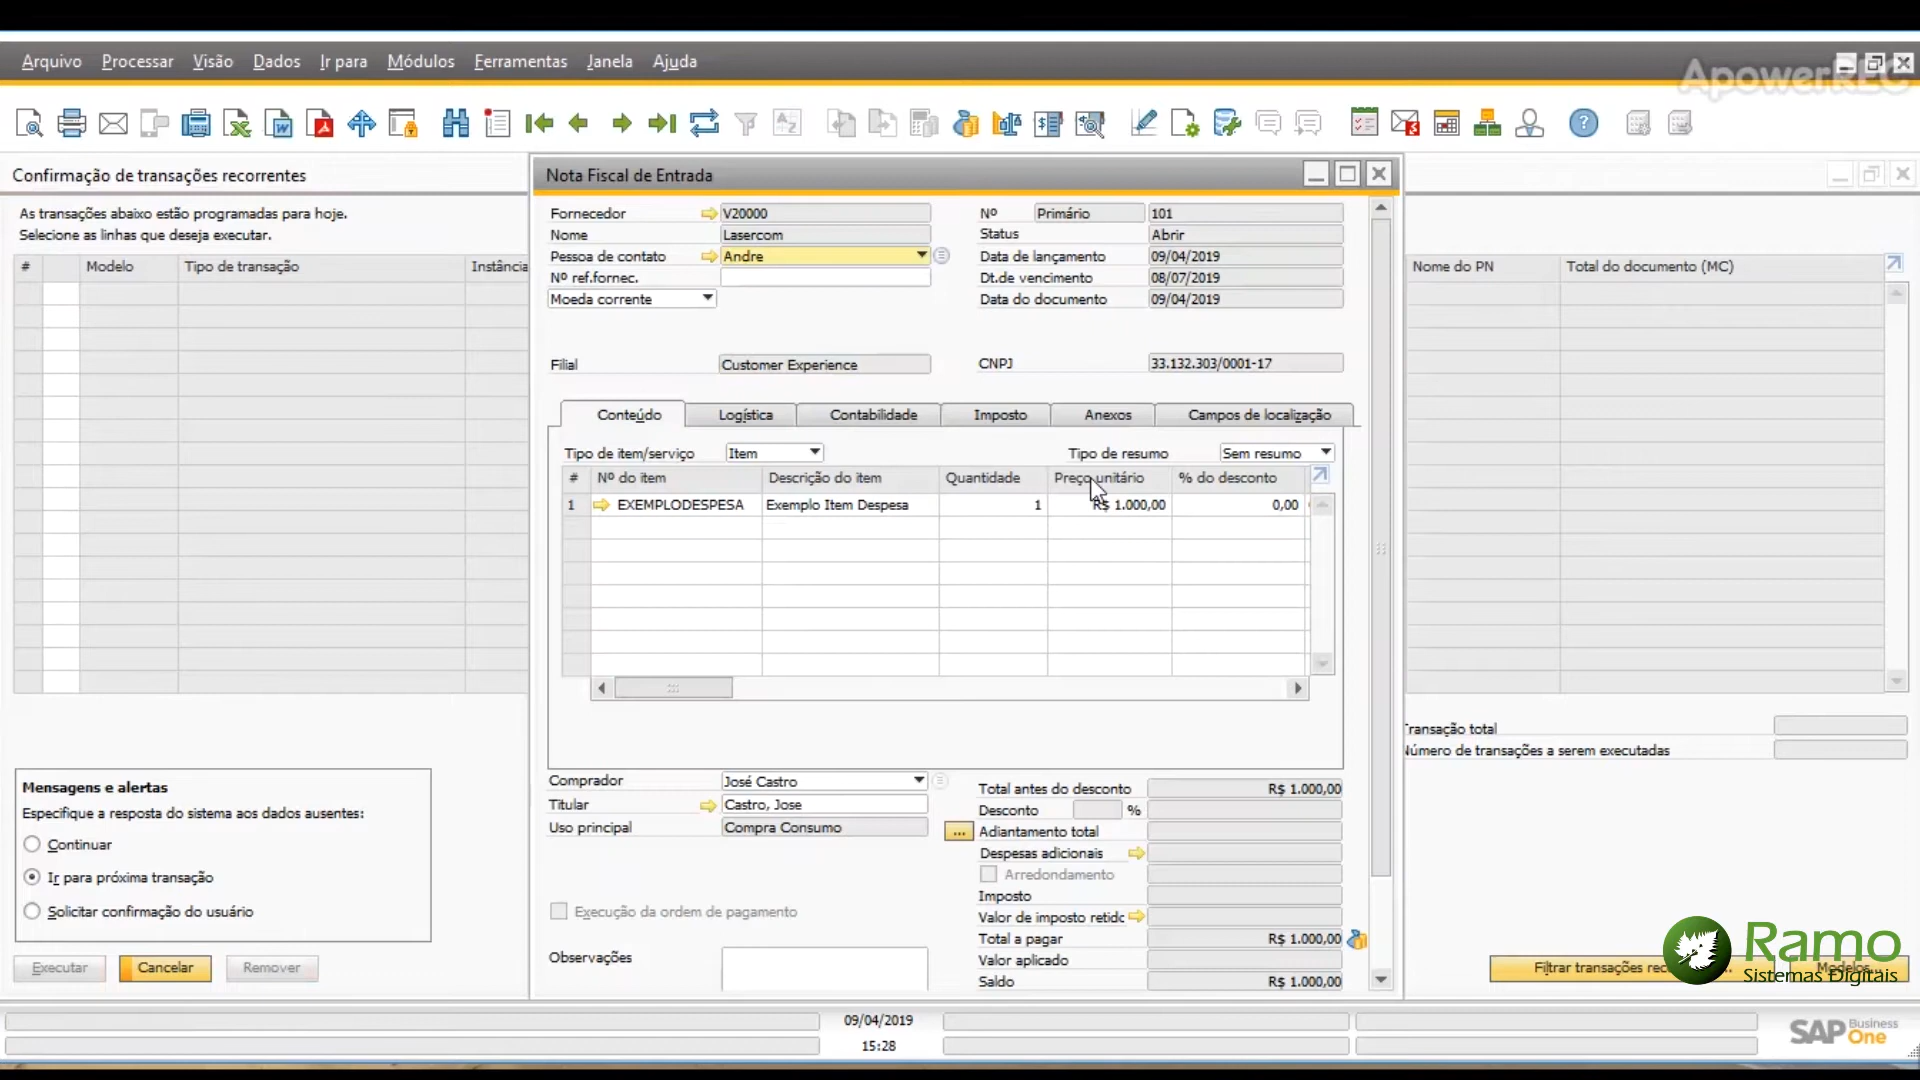 Arquivo Processar Visão Dados Ir para Módulos Ferramentas Janela Ajuda
ApowerREC
Confirmação de transações recorrentes
As transações abaixo estão programadas para hoje.
Selecione as linhas que deseja executar.
# Modelo Tipo de transação Instância
Nome do PN Total do documento (MC)
Nota Fiscal de Entrada
Fornecedor V20000
Nome Lasercom
Pessoa de contato Andre
Nº ref.fornec.
Moeda corrente
Nº Primário 101
Status Abrir
Data de lançamento 09/04/2019
Dt.de vencimento 08/07/2019
Data do documento 09/04/2019
Filial Customer Experience
CNPJ 33.132.303/0001-17
Conteúdo Logística Contabilidade Imposto Anexos Campos de localização
Tipo de item/serviço Item Tipo de resumo Sem resumo
# Nº do item Descrição do item Quantidade Preço unitário % do desconto
1 EXEMPLODESPESA Exemplo Item Despesa 1 R$ 1.000,00 0,00
Comprador José Castro
Titular Castro, Jose
Uso principal Compra Consumo
Execução da ordem de pagamento
Observações
...
Total antes do desconto R$ 1.000,00
Desconto %
Adiantamento total
Despesas adicionais
Arredondamento
Imposto
Valor de imposto retido
Total a pagar R$ 1.000,00
Valor aplicado
Saldo R$ 1.000,00
Transação total
Número de transações a serem executadas
Mensagens e alertas
Especifique a resposta do sistema aos dados ausentes:
Continuar
Ir para próxima transação
Solicitar confirmação do usuário
Executar Cancelar Remover
Filtrar transações
Ramo
Sistemas Digitais
09/04/2019
15:28
SAP Business One